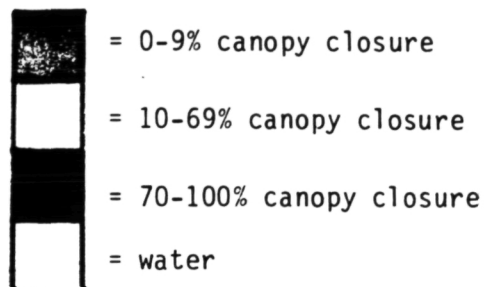 = 0-9% canopy closure
= 10-69% canopy closure
= 70-100% canopy closure
= water